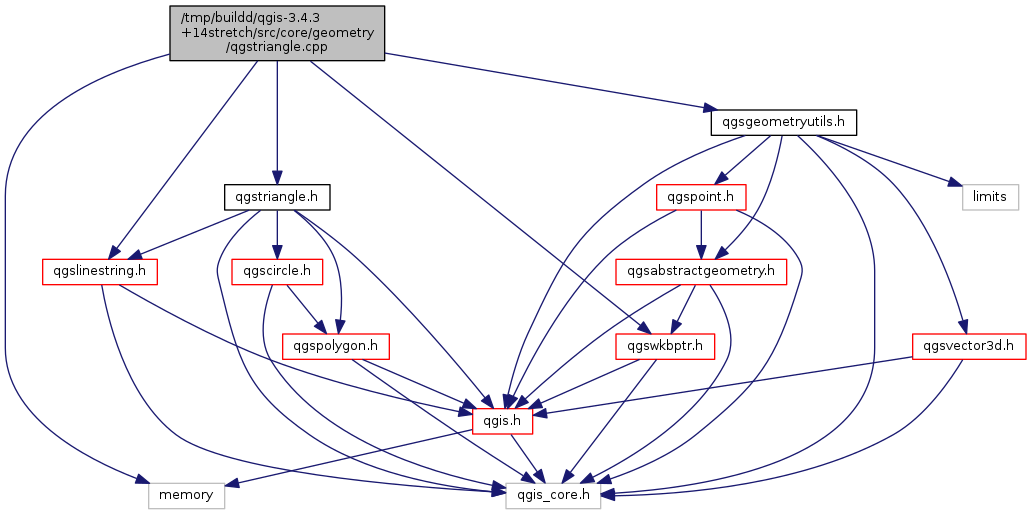 /tmp/buildd/qgis-3.4.3
+14stretch/src/core/geometry
/qgstriangle.cpp
qgsgeometryutils.h
qgstriangle.h
qgspoint.h
limits
qgslinestring.h
qgscircle.h
qgsabstractgeometry.h
qgspolygon.h
qgswkbptr.h
qgsvector3d.h
qgis.h
memory
qgis_core.h